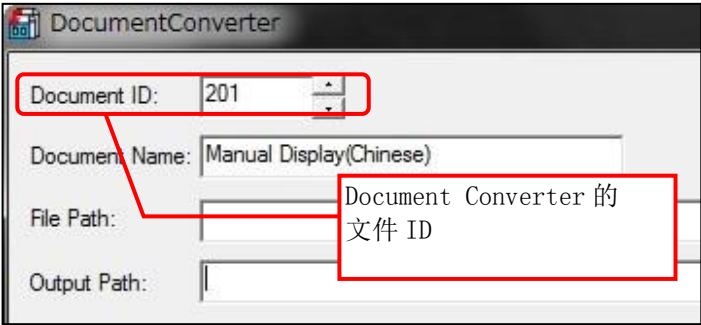 DocumentConverter
Document ID: 201
Document Name: Manual Display(Chinese)
Document Converter 的
文件 ID
File Path:
Output Path: